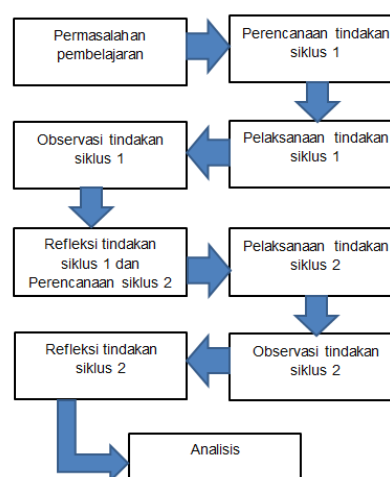 Permasalahan
pembelajaran
Perencanaan tindakan
siklus 1
Pelaksanaan tindakan
siklus 1
Observasi tindakan
siklus 1
Refleksi tindakan
siklus 1 dan
Perencanaan siklus 2
Pelaksanaan tindakan
siklus 2
Observasi tindakan
siklus 2
Refleksi tindakan
siklus 2
Analisis